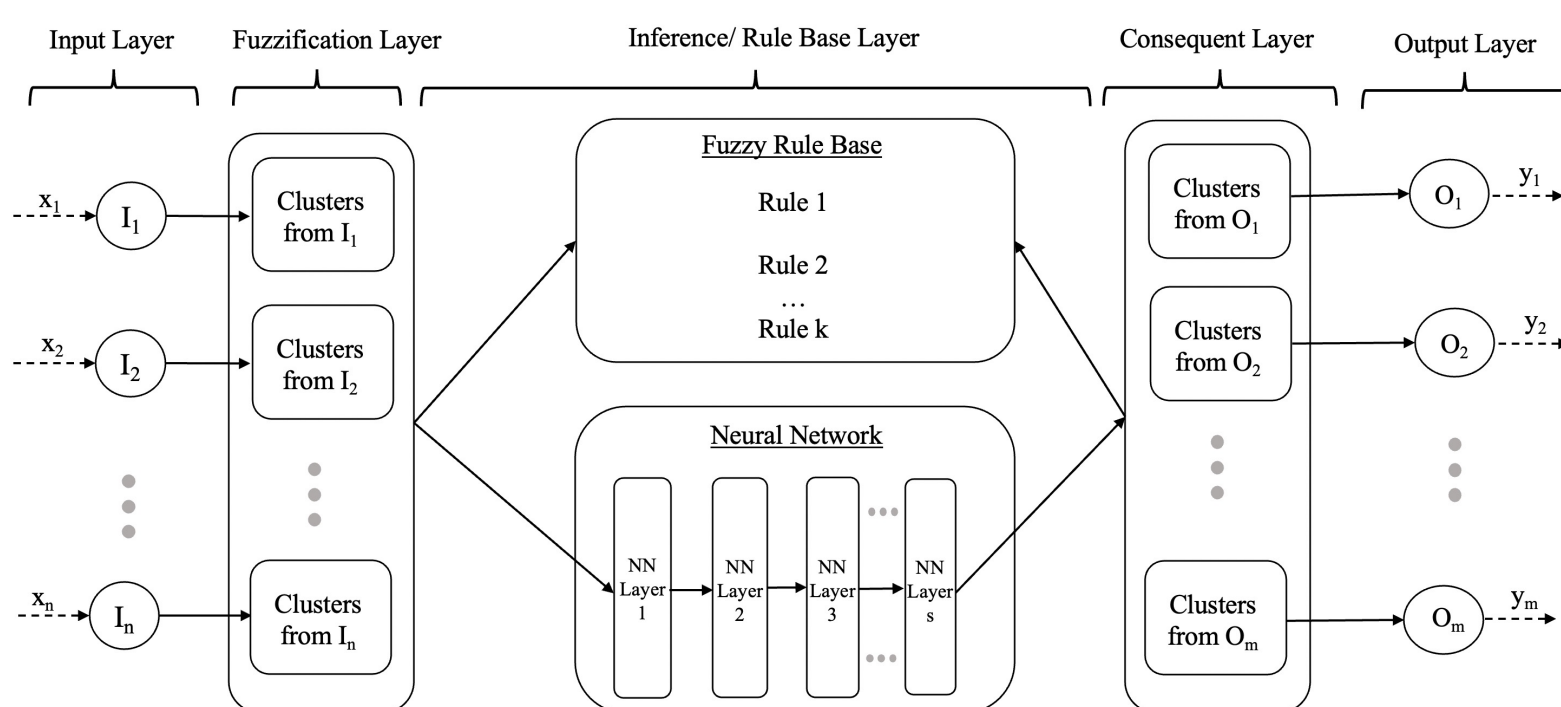 Input Layer
Fuzzification Layer
Inference/ Rule Base Layer
Consequent Layer
Output Layer
x₁
I₁
Clusters
from I₁
x₂
I₂
Clusters
from I₂
xₙ
Iₙ
Clusters
from Iₙ
Fuzzy Rule Base
Rule 1
Rule 2
...
Rule k
Neural Network
NN
Layer
1
NN
Layer
2
NN
Layer
3
NN
Layer
s
Clusters
from O₁
O₁
y₁
Clusters
from O₂
O₂
y₂
Clusters
from Oₘ
Oₘ
yₘ